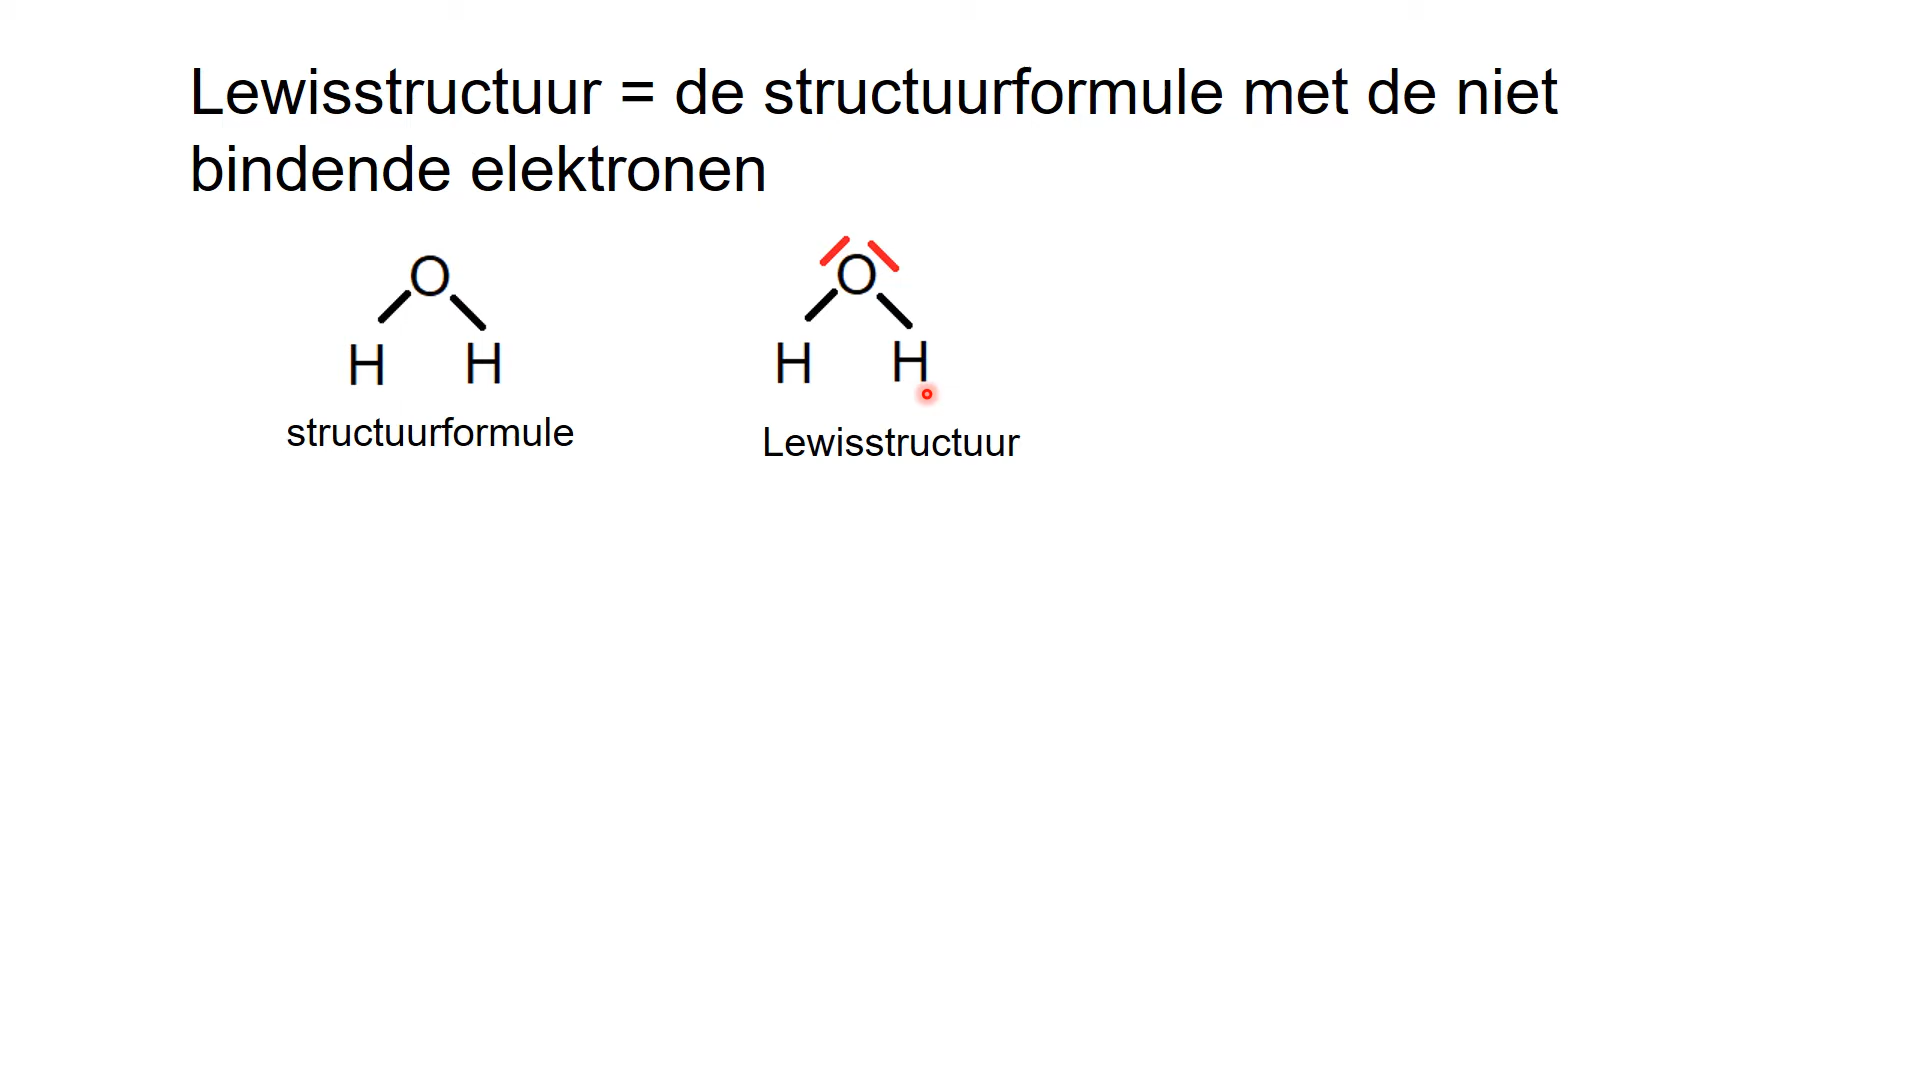 Lewisstructuur = de structuurformule met de niet
bindende elektronen
O
H H
structuurformule
O
H H
Lewisstructuur